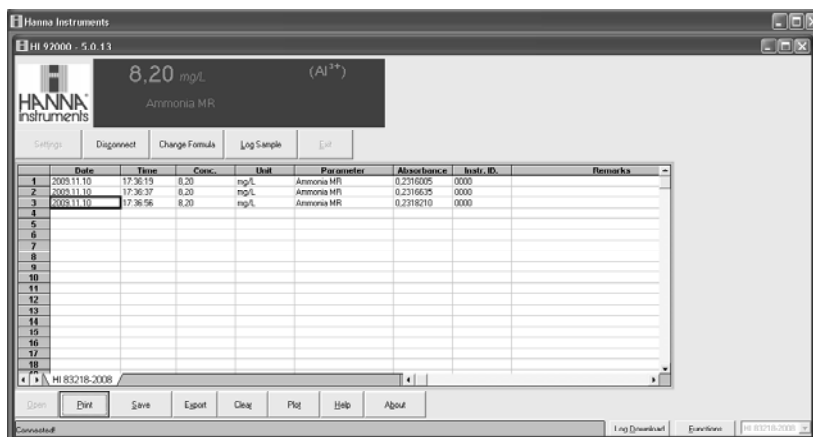 Hanna Instruments
HI 92000 - 5.0.13
8,20 mg/L (Al3+)
Ammonia MR
HANNA
instruments
Settings Disconnect Change Formula Log Sample Exit
Date Time Conc. Unit Parameter Absorbance Instr. ID. Remarks
1 2009.11.10 17:36:19 8,20 mg/L Ammonia MR 0,2316005 0000
2 2009.11.10 17:36:37 8,20 mg/L Ammonia MR 0,2316635 0000
3 2009.11.10 17:36:56 8,20 mg/L Ammonia MR 0,2318210 0000
4
5
6
7
8
9
10
11
12
13
14
15
16
17
18
HI 83218-2008
Open Print Save Export Clear Plot Help About
Connected! Log Download Functions HI 83218-2008